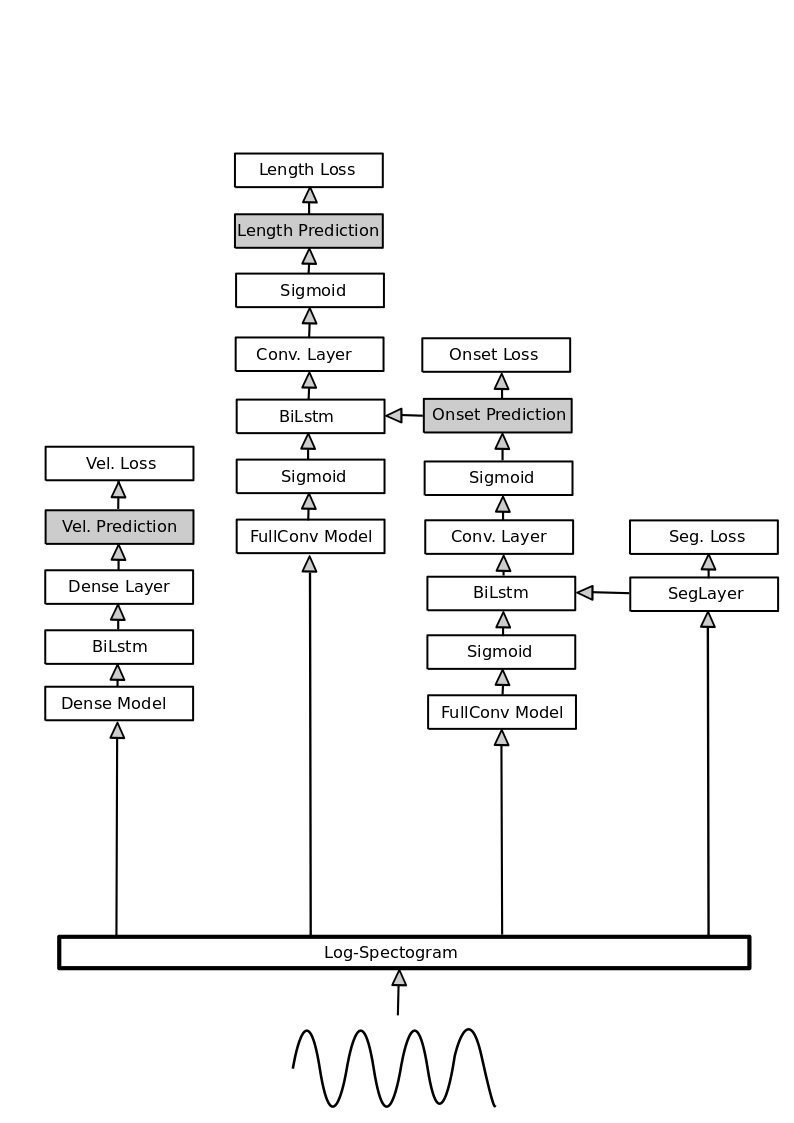 Length Loss
Length Prediction
Sigmoid
Conv. Layer
BiLstm
Sigmoid
FullConv Model
Onset Loss
Onset Prediction
Sigmoid
Conv. Layer
BiLstm
Sigmoid
FullConv Model
Vel. Loss
Vel. Prediction
Dense Layer
BiLstm
Dense Model
Seg. Loss
SegLayer
Log-Spectogram